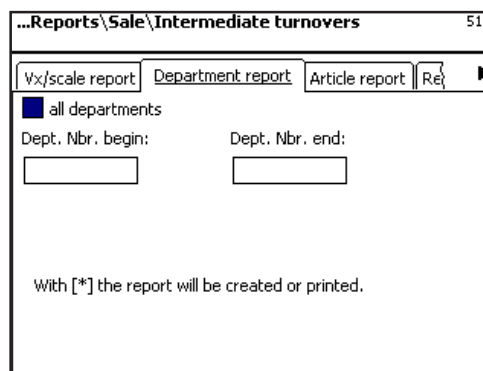 ...Reports\Sale\Intermediate turnovers 51
Vx/scale report Department report Article report Re
all departments
Dept. Nbr. begin: Dept. Nbr. end:
With [*] the report will be created or printed.